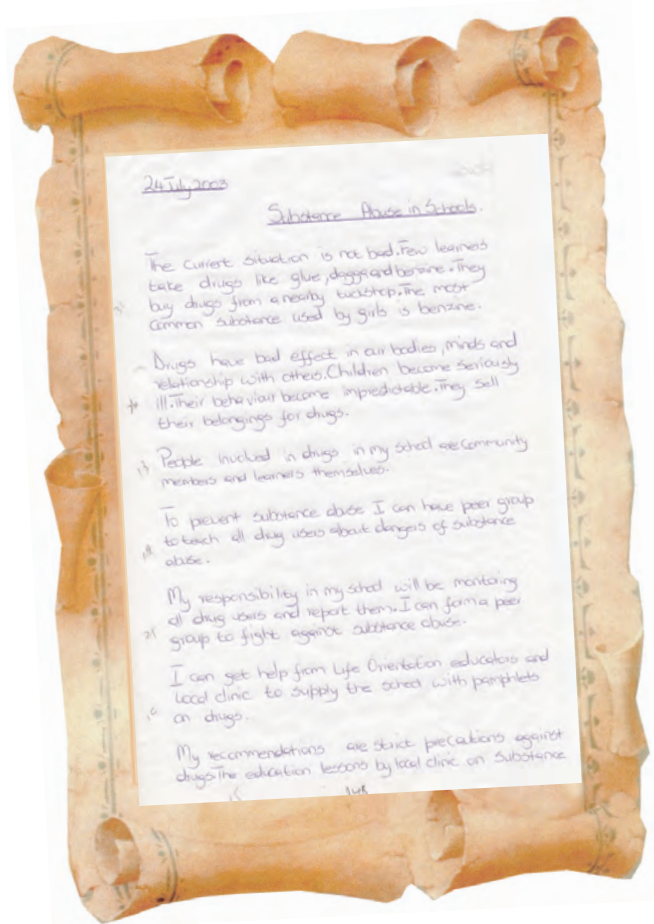 24 July 2003
Substance Abuse in Schools.
The current situation is not bad. Few learners
take drugs like glue, dagga and benzine. They
buy drugs from a nearby tuckshop. The most
common substance used by girls is benzine.
Drugs have bad effect in our bodies, minds and
relationship with others. Children become seriously
ill. Their behaviour become impredictable. They sell
their belongings for drugs.
People involved in drugs in my school are community
members and learners themselves.
To prevent substance abuse I can have peer group
to teach all drug users about dangers of substance
abuse.
My responsibility in my school will be monitoring
all drug users and report them. I can form a peer
group to fight against substance abuse.
I can get help from Life Orientation educators and
Local clinic to supply the school with pamphlets
on drugs.
My recommendations are strict precautions against
drugs. The education lessons by local clinic on substance